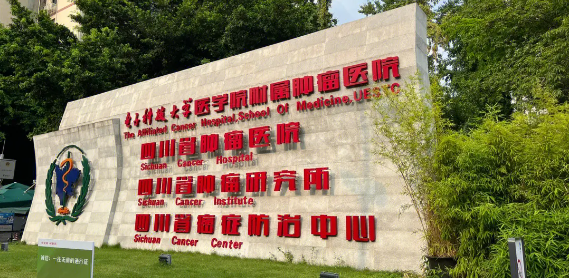 电子科技大学医学院附属肿瘤医院
The Affiliated Cancer Hospital,School Of Medicine,UESTC
四川省肿瘤医院
Sichuan Cancer Hospital
四川省肿瘤研究所
Sichuan Cancer Institute
四川省癌症防治中心
Sichuan Cancer Center